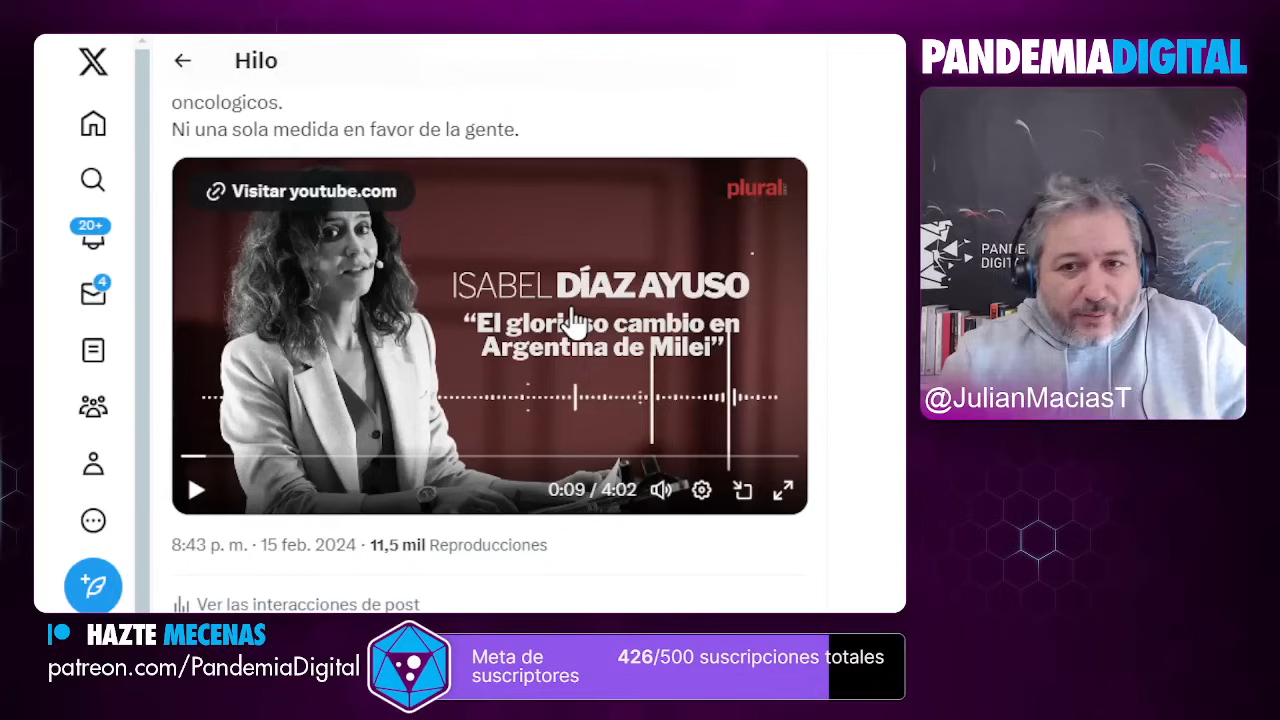 Hilo
oncologicos.
Ni una sola medida en favor de la gente.
Visitar youtube.com
plural
ISABEL DÍAZ AYUSO
“El glorioso cambio en
Argentina de Milei”
0:09 / 4:02
8:43 p. m. · 15 feb. 2024 · 11,5 mil Reproducciones
Ver las interacciones de post
20+
4
PANDEMIADIGITAL
@JulianMaciasT
HAZTE MECENAS
patreon.com/PandemiaDigital
Meta de
suscriptores
426/500 suscripciones totales